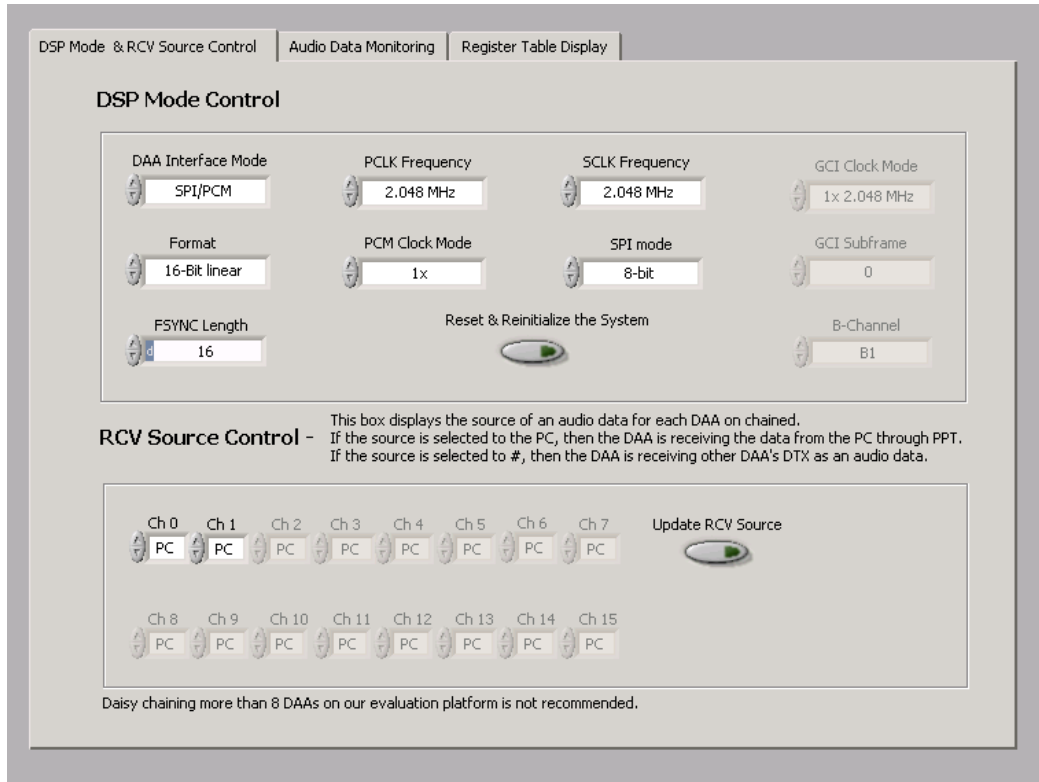 DSP Mode & RCV Source Control
Audio Data Monitoring
Register Table Display
DSP Mode Control
DAA Interface Mode
PCLK Frequency
SCLK Frequency
GCI Clock Mode
SPI/PCM
2.048 MHz
2.048 MHz
1x 2.048 MHz
Format
PCM Clock Mode
SPI mode
GCI Subframe
16-Bit linear
1x
8-bit
0
FSYNC Length
Reset & Reinitialize the System
B-Channel
d 16
B1
RCV Source Control -
This box displays the source of an audio data for each DAA on chained.
If the source is selected to the PC, then the DAA is receiving the data from the PC through PPT.
If the source is selected to #, then the DAA is receiving other DAA's DTX as an audio data.
Ch 0 Ch 1 Ch 2 Ch 3 Ch 4 Ch 5 Ch 6 Ch 7
Update RCV Source
PC PC PC PC PC PC PC PC
Ch 8 Ch 9 Ch 10 Ch 11 Ch 12 Ch 13 Ch 14 Ch 15
PC PC PC PC PC PC PC PC
Daisy chaining more than 8 DAAs on our evaluation platform is not recommended.